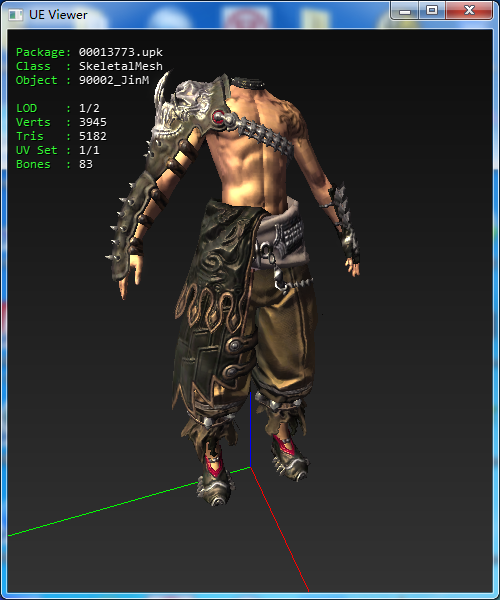 UE Viewer
Package: 00013773.upk
Class : SkeletalMesh
Object : 90002_JinM
LOD : 1/2
Verts : 3945
Tris : 5182
UV Set : 1/1
Bones : 83